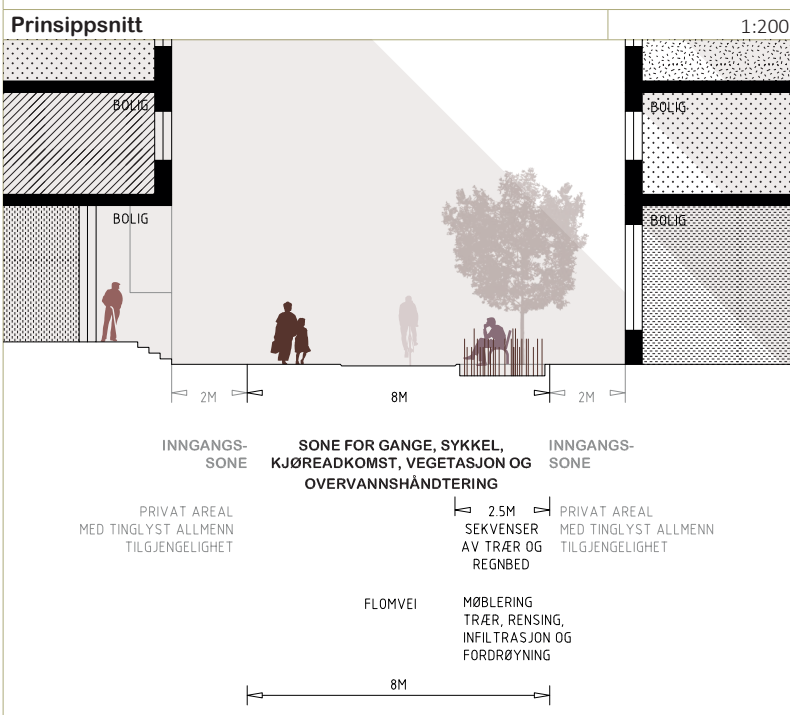 Prinsippsnitt
1:200
BOLIG
BOLIG
BOLIG
BOLIG
2M
8M
2M
INNGANGS-
SONE
SONE FOR GANGE, SYKKEL,
KJØREADKOMST, VEGETASJON OG
OVERVANNSHÅNDTERING
INNGANGS-
SONE
PRIVAT AREAL
MED TINGLYST ALLMENN
TILGJENGELIGHET
2.5M
SEKVENSER
AV TRÆR OG
REGNBED
PRIVAT AREAL
MED TINGLYST ALLMENN
TILGJENGELIGHET
FLOMVEI
MØBLERING
TRÆR, RENSING,
INFILTRASJON OG
FORDRØYNING
8M